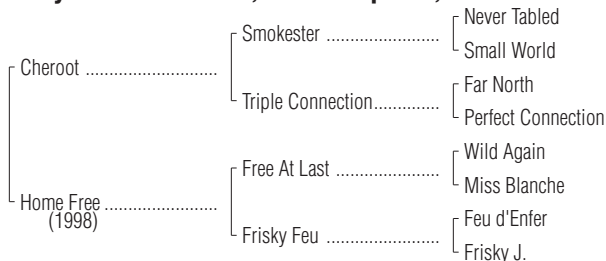 Never Tabled
Smokester ....................
Small World
Cheroot ..........................
Far North
Triple Connection...............
Perfect Connection
Wild Again
Free At Last ....................
Miss Blanche
Home Free ......................
(1998)
Feu d'Enfer
Frisky Feu ......................
Frisky J.